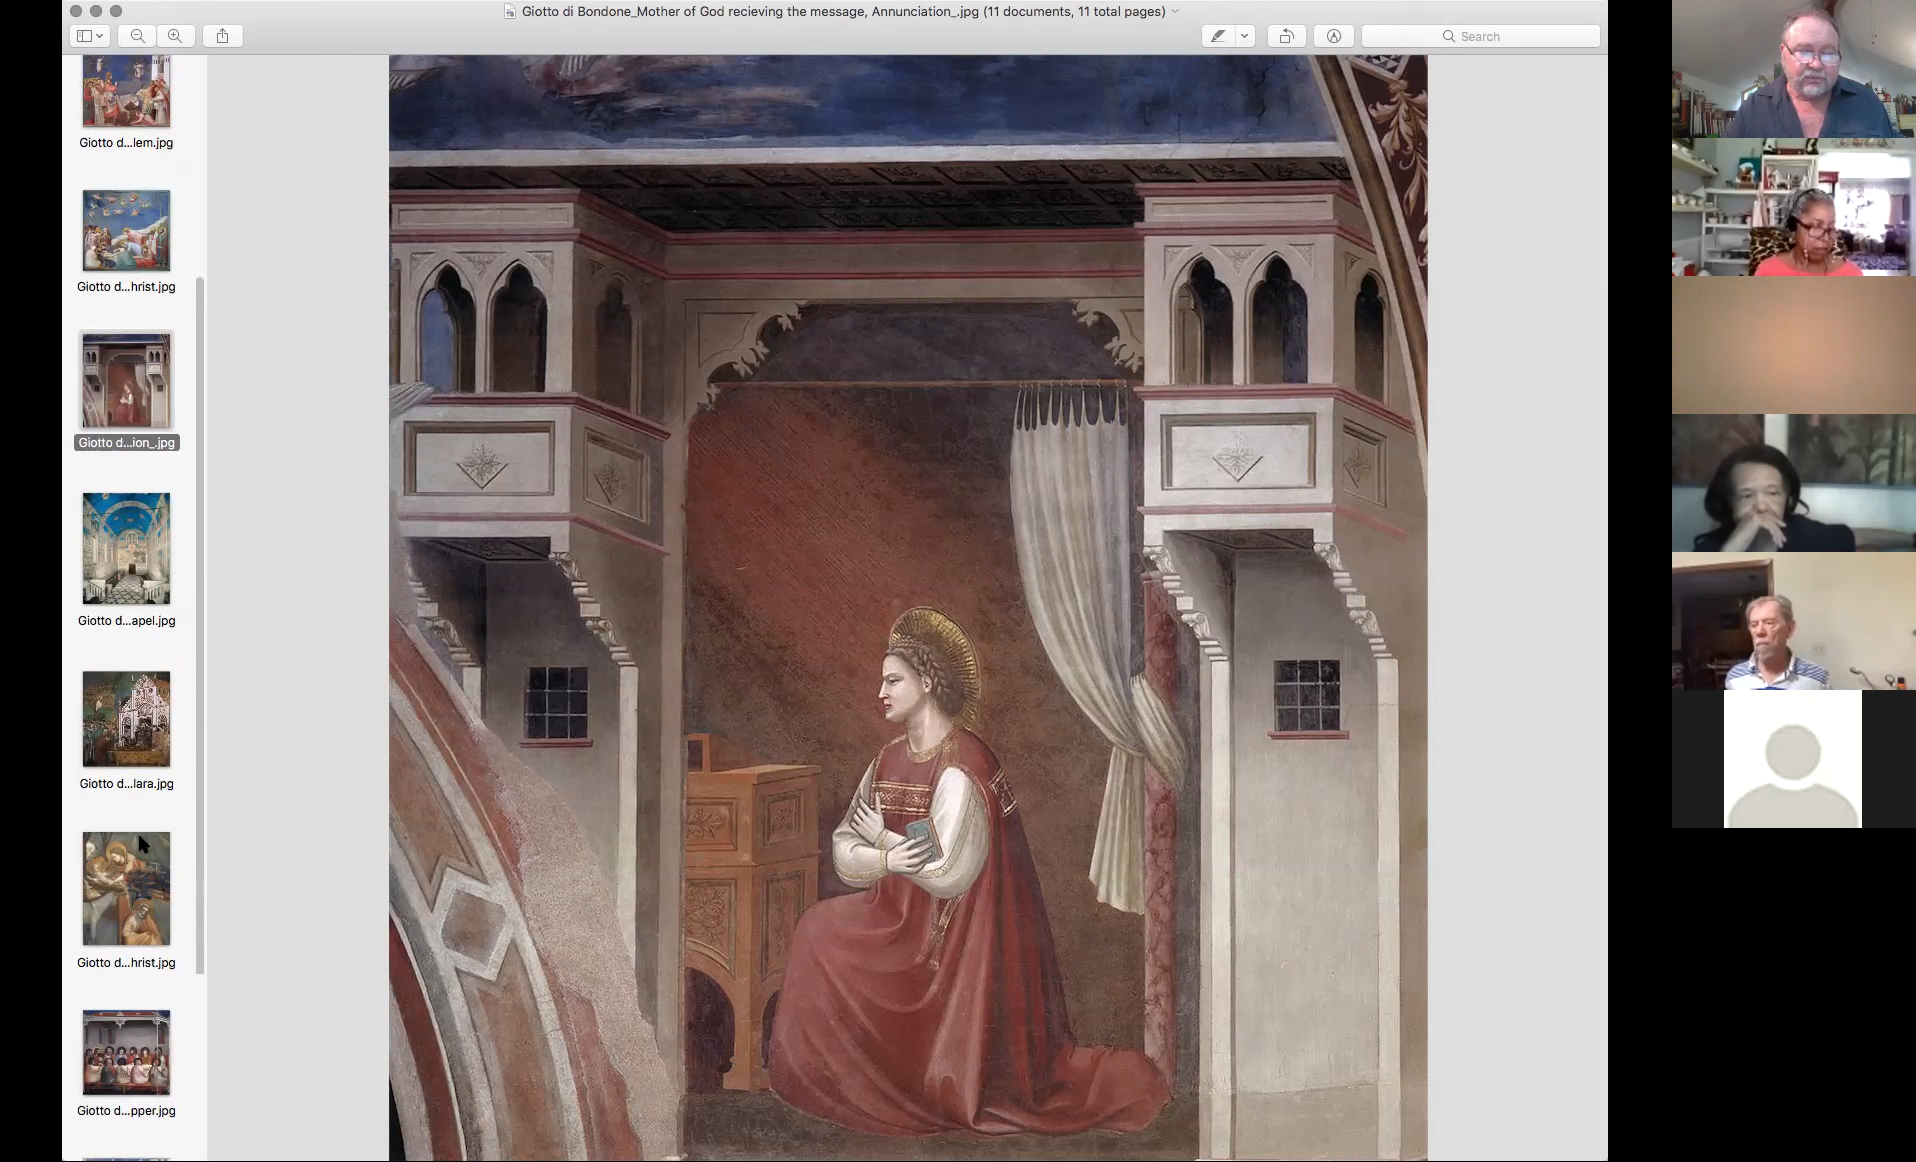 Giotto di Bondone_Mother of God recieving the message, Annunciation_.jpg (11 documents, 11 total pages)
Search
Giotto d...lem.jpg
Giotto d...hrist.jpg
Giotto d...ion_.jpg
Giotto d...apel.jpg
Giotto d...lara.jpg
Giotto d...hrist.jpg
Giotto d...pper.jpg